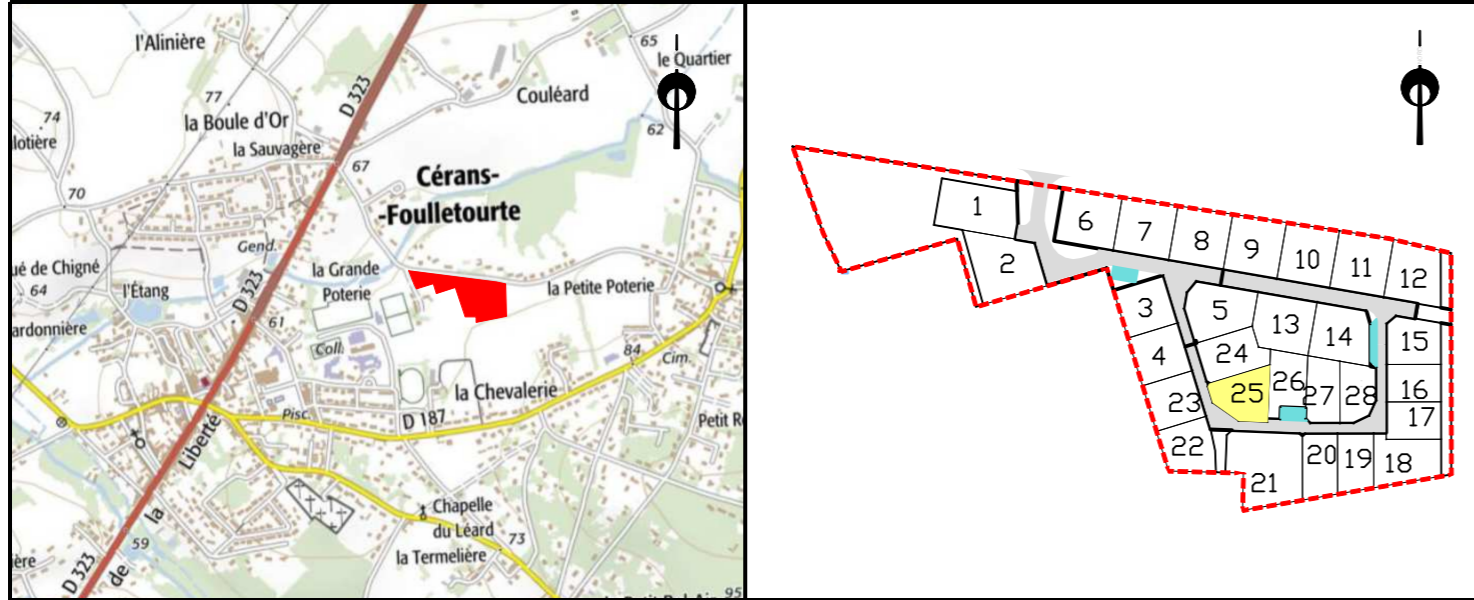 l'Alinière
65
le Quartier
D 323
77
Couléard
74
la Boule d'Or
62
lotière
la Sauvagère
67
Cérans-
-Foulletourte
70
Gend.
la Grande
Poterie
ué de Chigné
64
l'Étang
D 323
la Petite Poterie
ardonnière
61
Coll.
84
Cim.
la Chevalerie
Pisc.
D 187
Petit R
Liberté
la
de
Chapelle
du Léard
59
73
la Termelière
ière
D 323
95
1
2
6
7
8
9
10
11
12
3
5
13
14
15
4
24
25
26
27
28
16
17
23
22
20
19
18
21